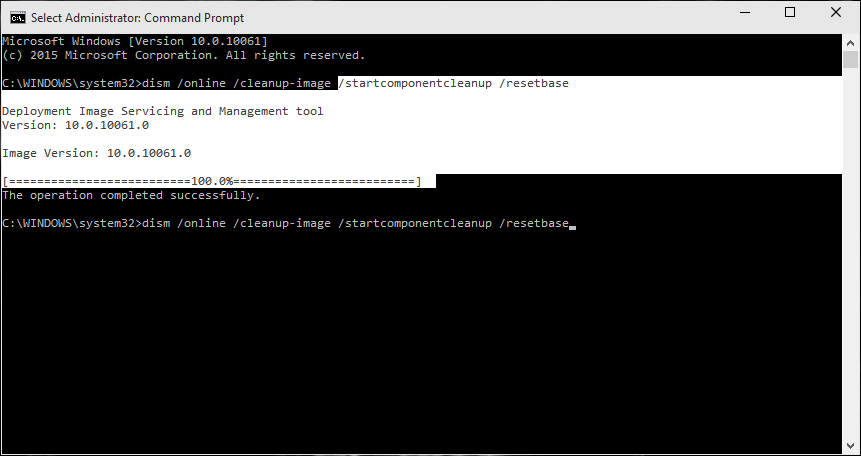 Select Administrator: Command Prompt
Microsoft Windows [Version 10.0.10061]
(c) 2015 Microsoft Corporation. All rights reserved.
C:\WINDOWS\system32>dism /online /cleanup-image /startcomponentcleanup /resetbase
Deployment Image Servicing and Management tool
Version: 10.0.10061.0
Image Version: 10.0.10061.0
[==========================100.0%==========================]
The operation completed successfully.
C:\WINDOWS\system32>dism /online /cleanup-image /startcomponentcleanup /resetbase